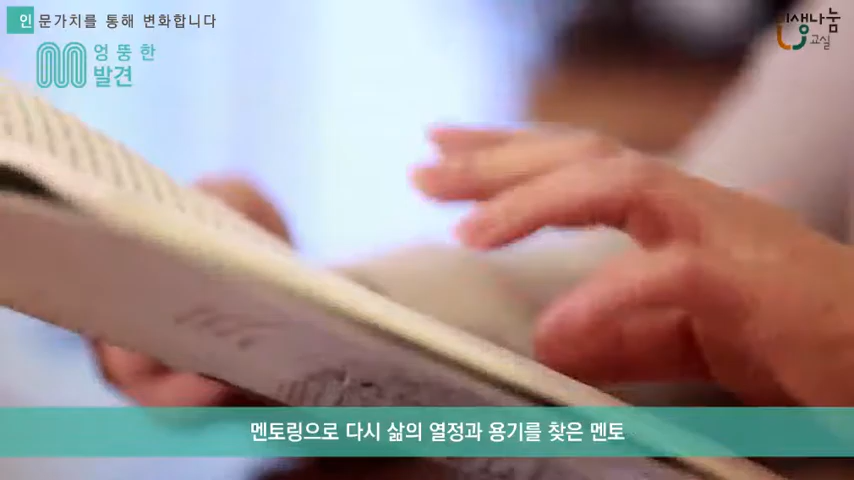 인문가치를 통해 변화합니다
엉뚱한
발견
인생나눔
교실
멘토링으로 다시 삶의 열정과 용기를 찾은 멘토